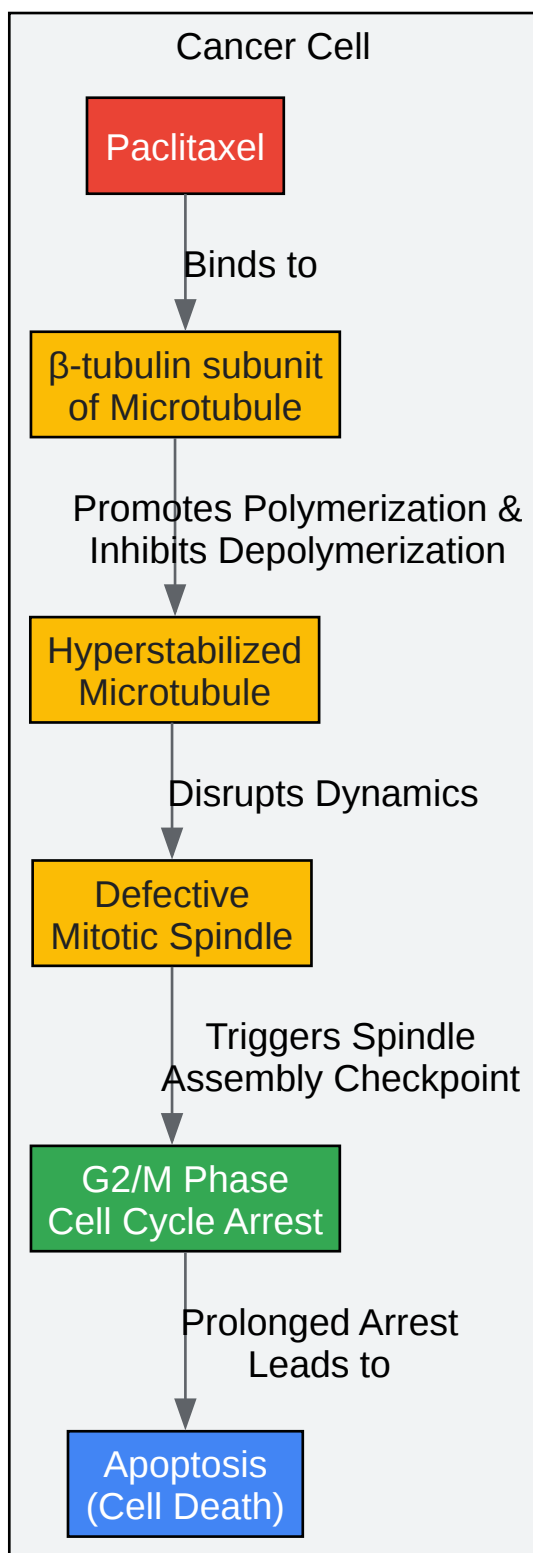 Cancer Cell
Paclitaxel
Binds to
β-tubulin subunit
of Microtubule
Promotes Polymerization &
Inhibits Depolymerization
Hyperstabilized
Microtubule
Disrupts Dynamics
Defective
Mitotic Spindle
Triggers Spindle
Assembly Checkpoint
G2/M Phase
Cell Cycle Arrest
Prolonged Arrest
Leads to
Apoptosis
(Cell Death)